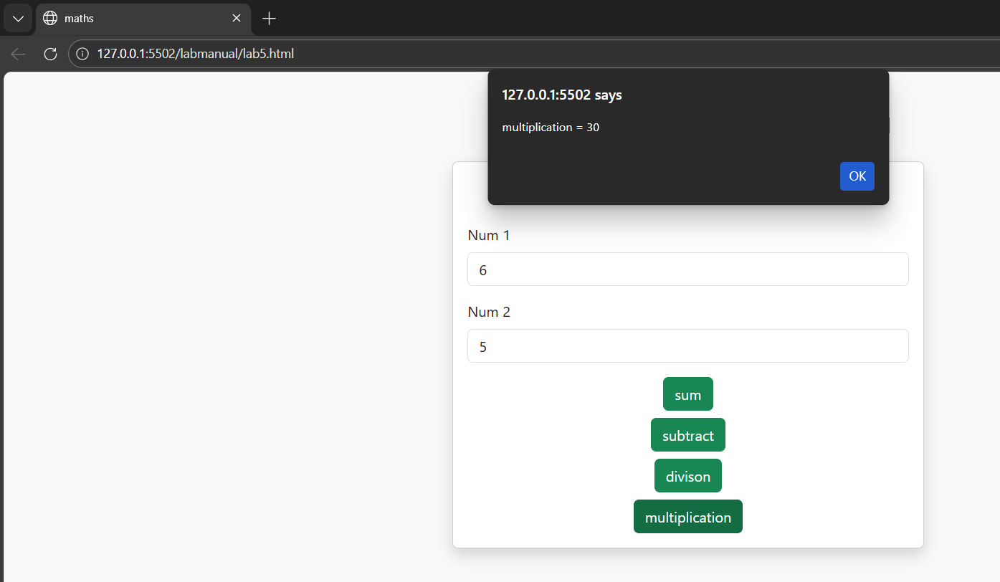 maths
127.0.0.1:5502/labmanual/lab5.html
127.0.0.1:5502 says
multiplication = 30
OK
Num 1
6
Num 2
5
sum
subtract
divison
multiplication